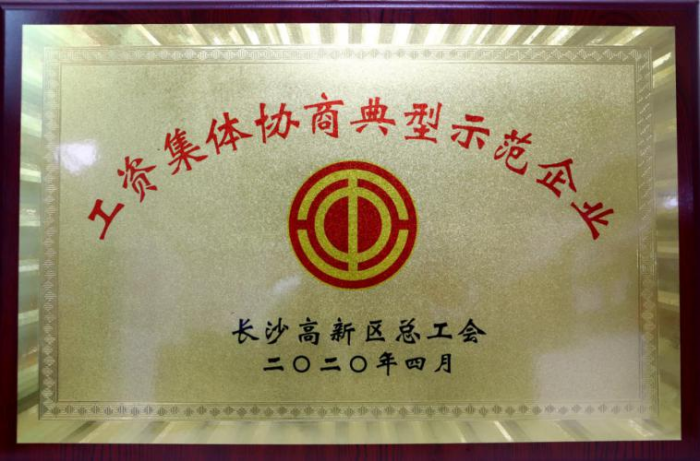 工资集体协商典型示范企业
长沙高新区总工会
二〇二〇年四月